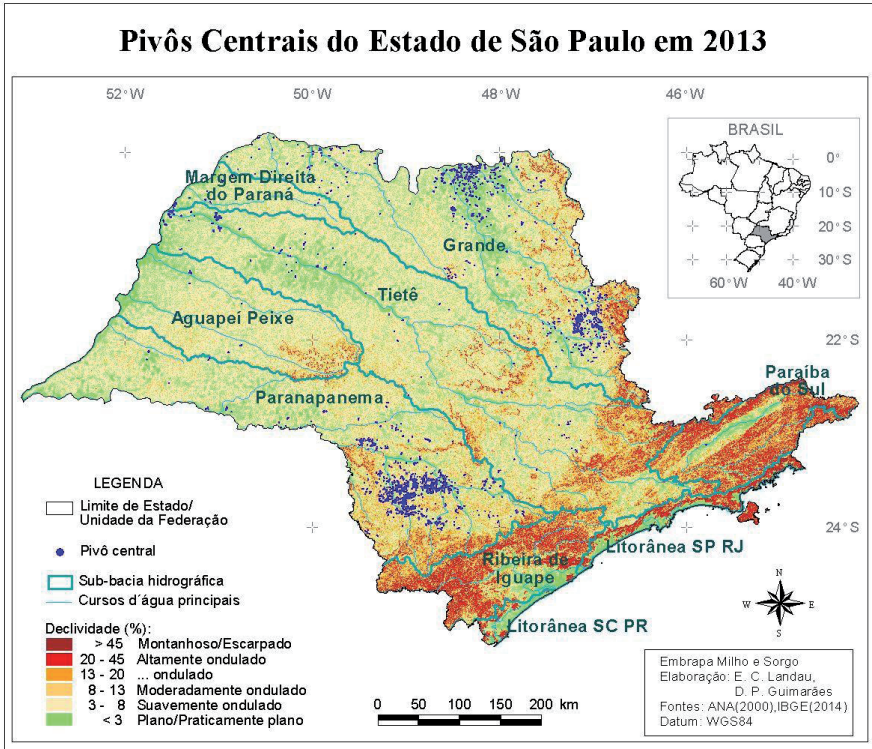 Pivôs Centrais do Estado de São Paulo em 2013
52°W
50°W
48°W
46°W
BRASIL
0°
10°S
20°S
30°S
60°W
40°W
Margem Direita
do Paraná
Grande
Tietê
Aguapeí Peixe
22°S
Paraíba
do Sul
Paranapanema
24°S
Ribeira de
Iguape
Litorânea SP RJ
Litorânea SC PR
LEGENDA
Limite de Estado/
Unidade da Federação
Pivô central
Sub-bacia hidrográfica
Cursos d´água principais
Declividade (%):
> 45 Montanhoso/Escarpado
20 - 45 Altamente ondulado
13 - 20 ... ondulado
8 - 13 Moderadamente ondulado
3 - 8 Suavemente ondulado
< 3 Plano/Praticamente plano
0 50 100 150 200 km
N
W E
S
Embrapa Milho e Sorgo
Elaboração: E. C. Landau,
D. P. Guimarães
Fontes: ANA(2000),IBGE(2014)
Datum: WGS84